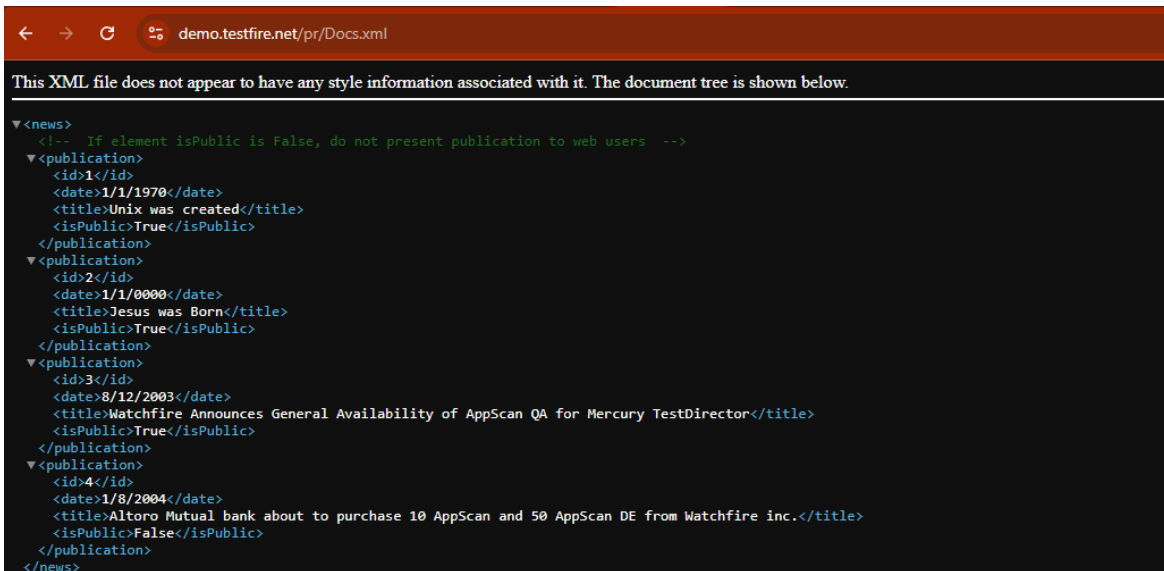 demo.testfire.net/pr/Docs.xml
This XML file does not appear to have any style information associated with it. The document tree is shown below.
▼<news>
<!--  If element isPublic is False, do not present publication to web users  -->
▼<publication>
<id>1</id>
<date>1/1/1970</date>
<title>Unix was created</title>
<isPublic>True</isPublic>
</publication>
▼<publication>
<id>2</id>
<date>1/1/0000</date>
<title>Jesus was Born</title>
<isPublic>True</isPublic>
</publication>
▼<publication>
<id>3</id>
<date>8/12/2003</date>
<title>Watchfire Announces General Availability of AppScan QA for Mercury TestDirector</title>
<isPublic>True</isPublic>
</publication>
▼<publication>
<id>4</id>
<date>1/8/2004</date>
<title>Altoro Mutual bank about to purchase 10 AppScan and 50 AppScan DE from Watchfire inc.</title>
<isPublic>False</isPublic>
</publication>
</news>